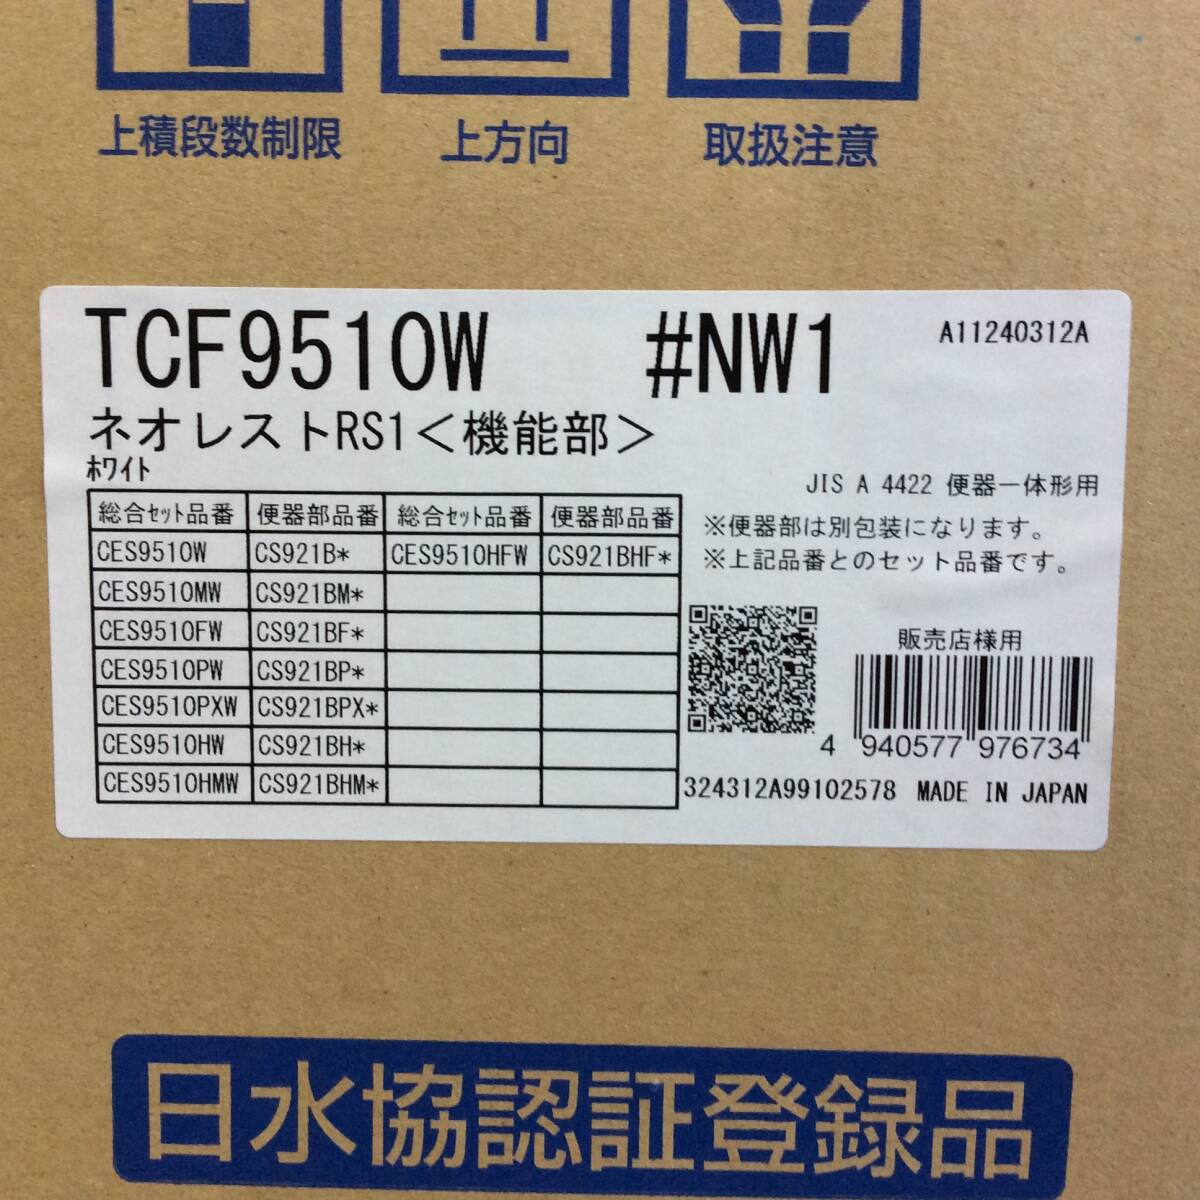 上積段数制限 上方向 取扱注意
TCF9510W #NW1 A11240312A
ネオレストRS1＜機能部＞
ﾎﾜｲﾄ
JIS A 4422 便器一体形用
※便器部は別包装になります。
※上記品番とのセット品番です。
総合ｾｯﾄ品番 便器部品番 総合ｾｯﾄ品番 便器部品番
CES9510W CS921B* CES9510HFW CS921BHF*
CES9510MW CS921BM*
CES9510FW CS921BF*
CES9510PW CS921BP*
CES9510PXW CS921BPX*
CES9510HW CS921BH*
CES9510HMW CS921BHM*
販売店様用
4 940577 976734
324312A99102578 MADE IN JAPAN
日水協認証登録品